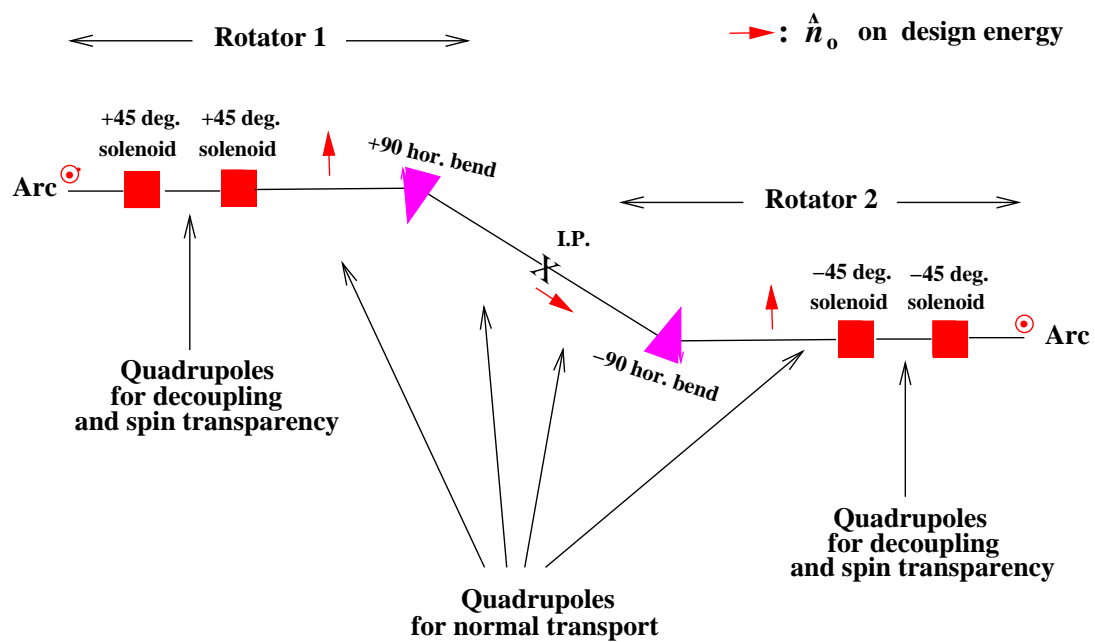 Rotator 1
: n̂o on design energy
+45 deg.
solenoid
+45 deg.
solenoid
+90 hor. bend
Arc
Rotator 2
I.P.
X
−45 deg.
solenoid
−45 deg.
solenoid
Arc
−90 hor. bend
Quadrupoles
for decoupling
and spin transparency
Quadrupoles
for decoupling
and spin transparency
Quadrupoles
for normal transport